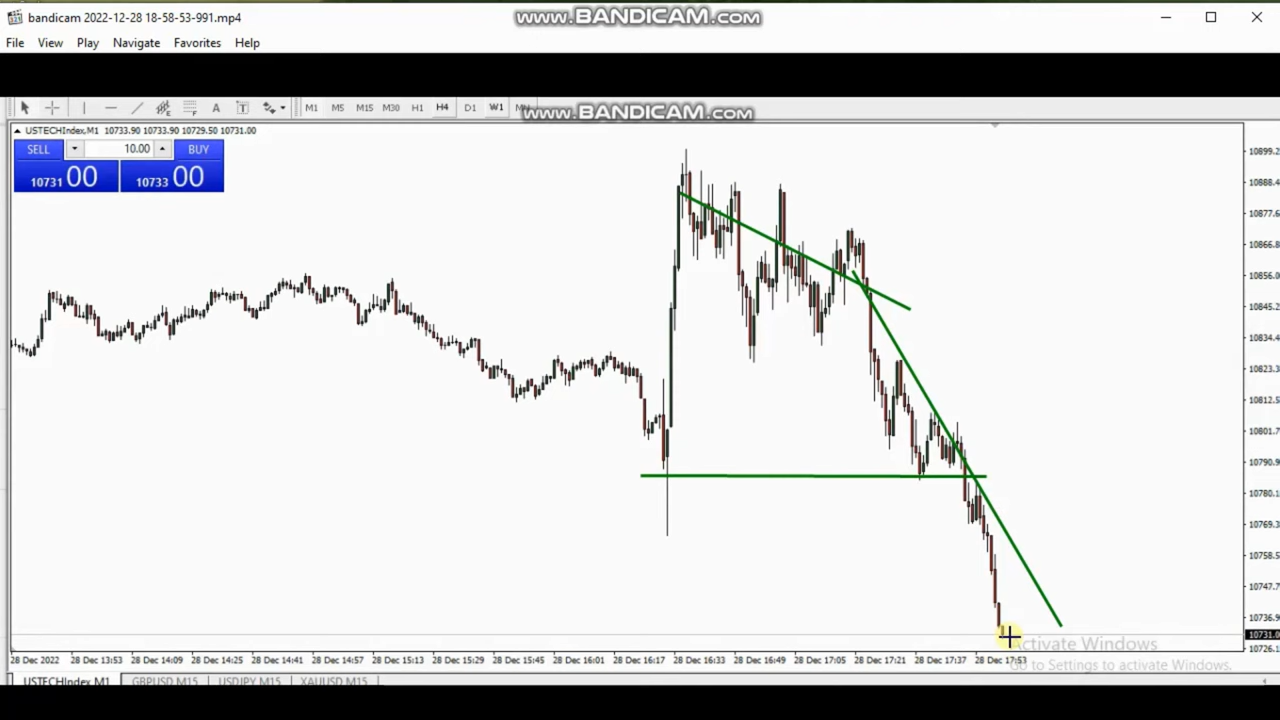 bandicam 2022-12-28 18-58-53-991.mp4
www.BANDICAM.com
File View Play Navigate Favorites Help
A T M1 M5 M15 M30 H1 H4 D1 W1
www.BANDICAM.com
USTECHIndex,M1 10733.90 10733.90 10729.50 10731.00
SELL 10.00 BUY
10731 00 10733 00
10899.2
10888.4
10877.6
10866.8
10856.0
10845.2
10834.4
10823.3
10812.5
10801.7
10790.9
10780.1
10769.3
10758.5
10747.7
10736.9
10731.0
10726.1
Activate Windows
Go to Settings to activate Windows.
28 Dec 2022 28 Dec 13:53 28 Dec 14:09 28 Dec 14:25 28 Dec 14:41 28 Dec 14:57 28 Dec 15:13 28 Dec 15:29 28 Dec 15:45 28 Dec 16:01 28 Dec 16:17 28 Dec 16:33 28 Dec 16:49 28 Dec 17:05 28 Dec 17:21 28 Dec 17:37 28 Dec 17:53
USTECHIndex,M1 GBPUSD,M15 USDJPY,M15 XAUUSD,M15